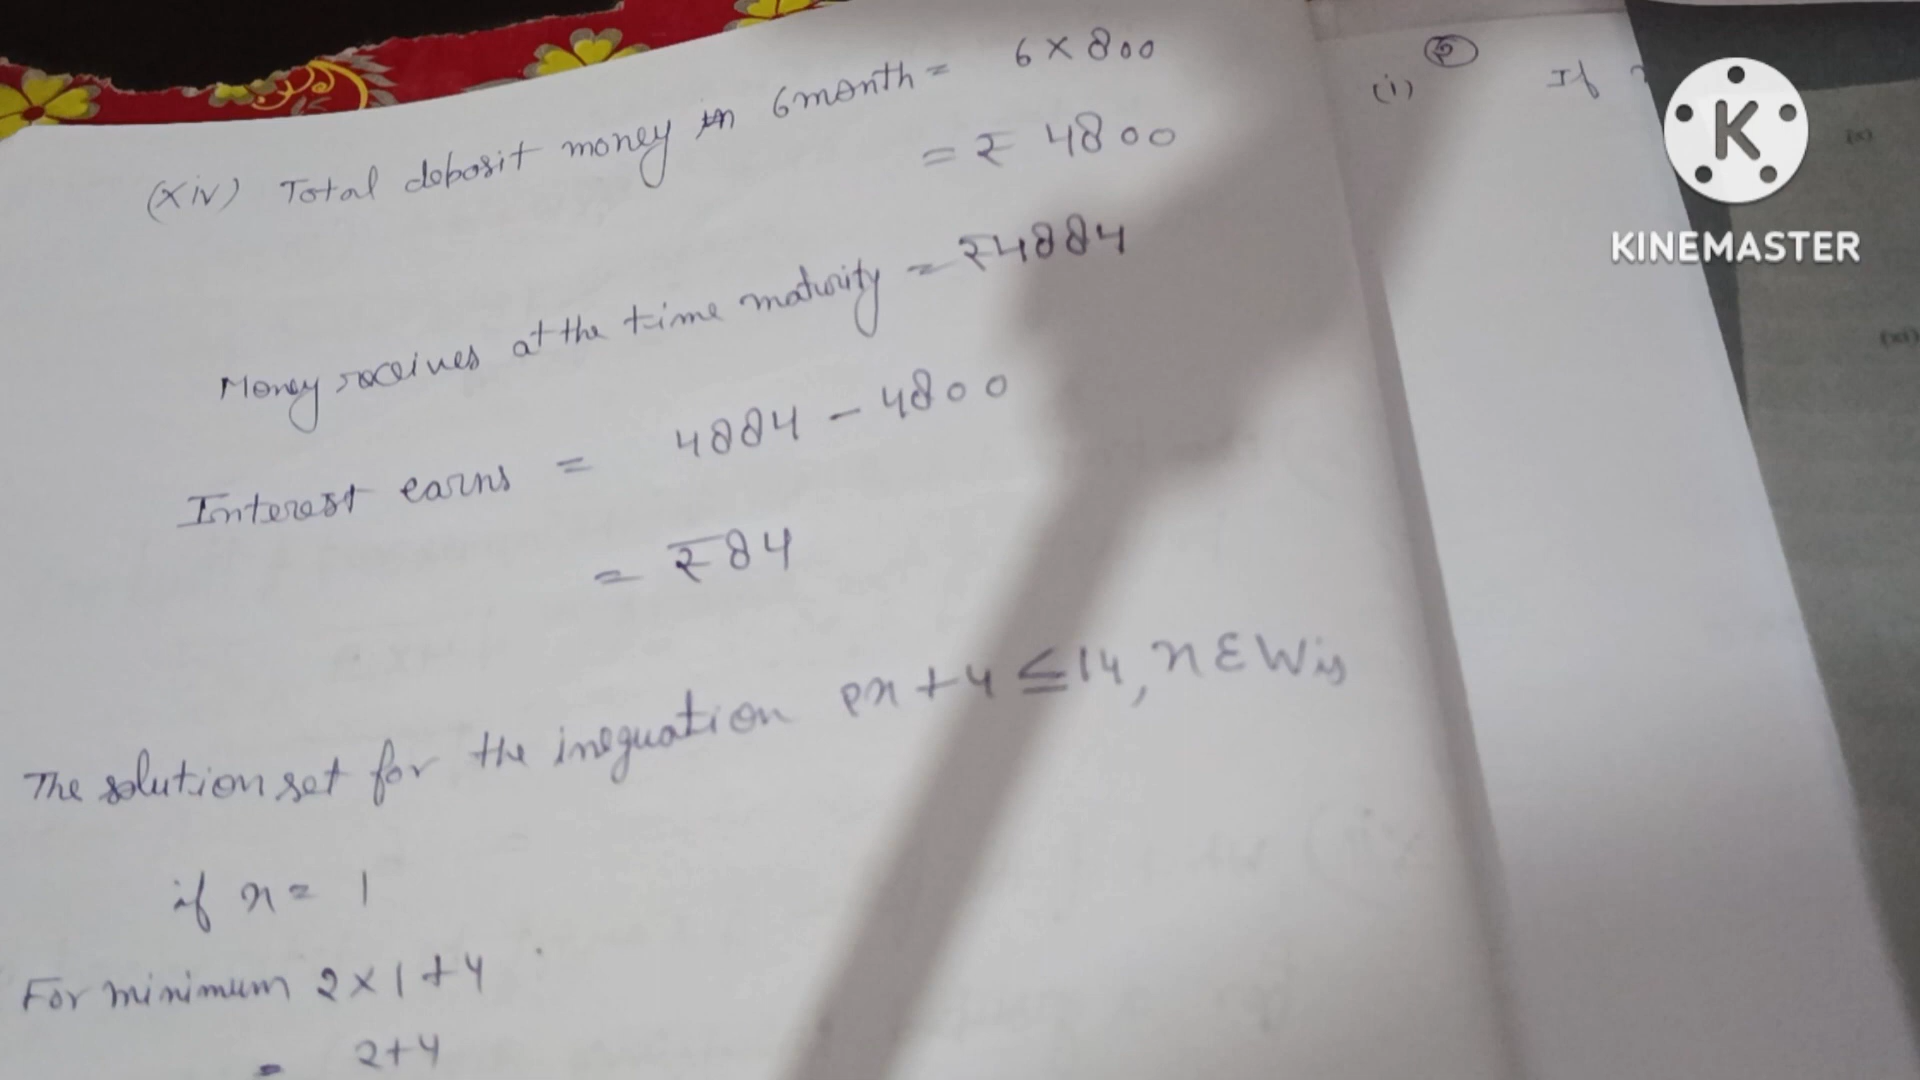 (xiv) Total deposit money in 6 month = 6 × 800
= ₹ 4800
Money receives at the time maturity = ₹4884
Interest earns = 4884 - 4800
= ₹84
The solution set for the inequation 2x + 4 ≤ 14, x ε W is
if x = 1
For minimum 2 × 1 + 4
= 2+4
(i) If
K
KINEMASTER
(x)
(xi)